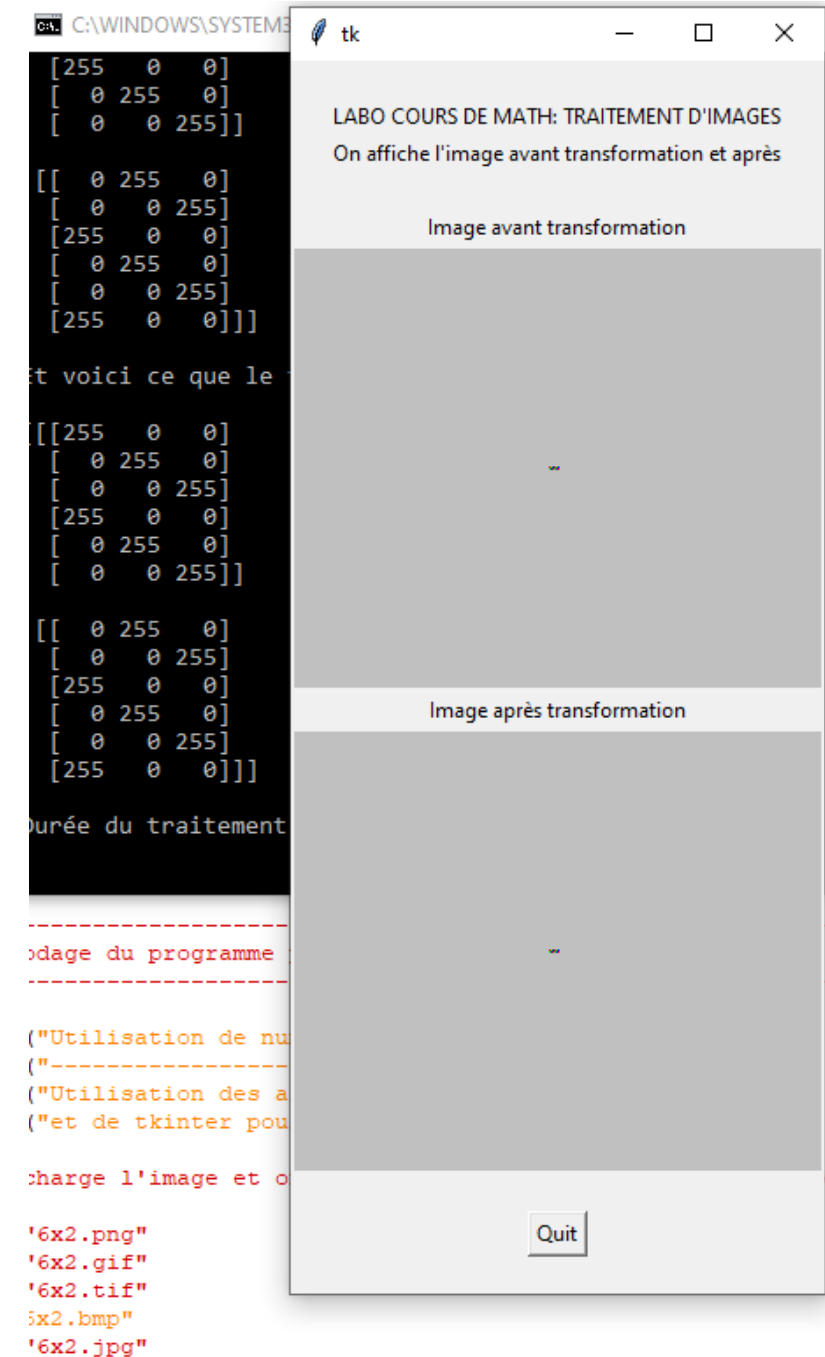 C:\WINDOWS\SYSTEM3
[255   0   0]
[  0 255   0]
[  0   0 255]]
[[  0 255   0]
[  0   0 255]
[255   0   0]
[  0 255   0]
[  0   0 255]
[255   0   0]]]
Et voici ce que le
[[[255   0   0]
[  0 255   0]
[  0   0 255]
[255   0   0]
[  0 255   0]
[  0   0 255]]
[[  0 255   0]
[  0   0 255]
[255   0   0]
[  0 255   0]
[  0   0 255]
[255   0   0]]]
Durée du traitement
--------------------
odage du programme
--------------------
("Utilisation de nu
("------------------
("Utilisation des a
("et de tkinter pou
charge l'image et o
"6x2.png"
"6x2.gif"
"6x2.tif"
6x2.bmp"
"6x2.jpg"
tk
LABO COURS DE MATH: TRAITEMENT D'IMAGES
On affiche l'image avant transformation et après
Image avant transformation
Image après transformation
Quit